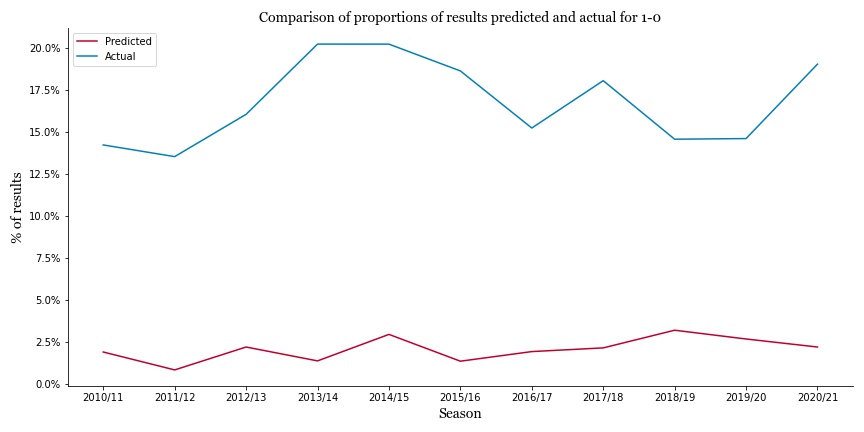 Comparison of proportions of results predicted and actual for 1-0
Predicted
Actual
20.0%
17.5%
15.0%
12.5%
10.0%
7.5%
5.0%
2.5%
0.0%
% of results
2010/11 2011/12 2012/13 2013/14 2014/15 2015/16 2016/17 2017/18 2018/19 2019/20 2020/21
Season